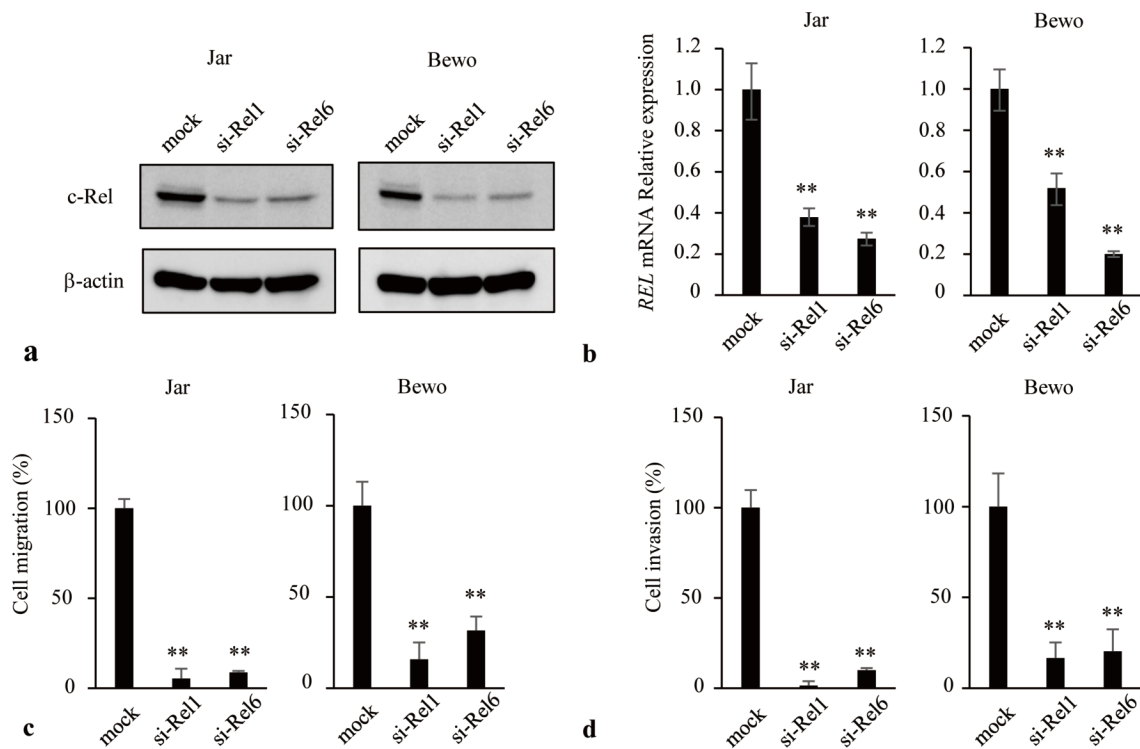 Jar
Bewo
mock si-Rel1 si-Rel6
mock si-Rel1 si-Rel6
c-Rel
β-actin
a
Jar
Bewo
REL mRNA Relative expression
1.2
1.0
0.8
0.6
0.4
0.2
0
**
**
mock si-Rel1 si-Rel6
1.2
1.0
0.8
0.6
0.4
0.2
0
**
**
mock si-Rel1 si-Rel6
b
Jar
Bewo
Cell migration (%)
150
100
50
0
**
**
mock si-Rel1 si-Rel6
150
100
50
0
**
**
mock si-Rel1 si-Rel6
c
Jar
Bewo
Cell invasion (%)
150
100
50
0
**
**
mock si-Rel1 si-Rel6
150
100
50
0
**
**
mock si-Rel1 si-Rel6
d